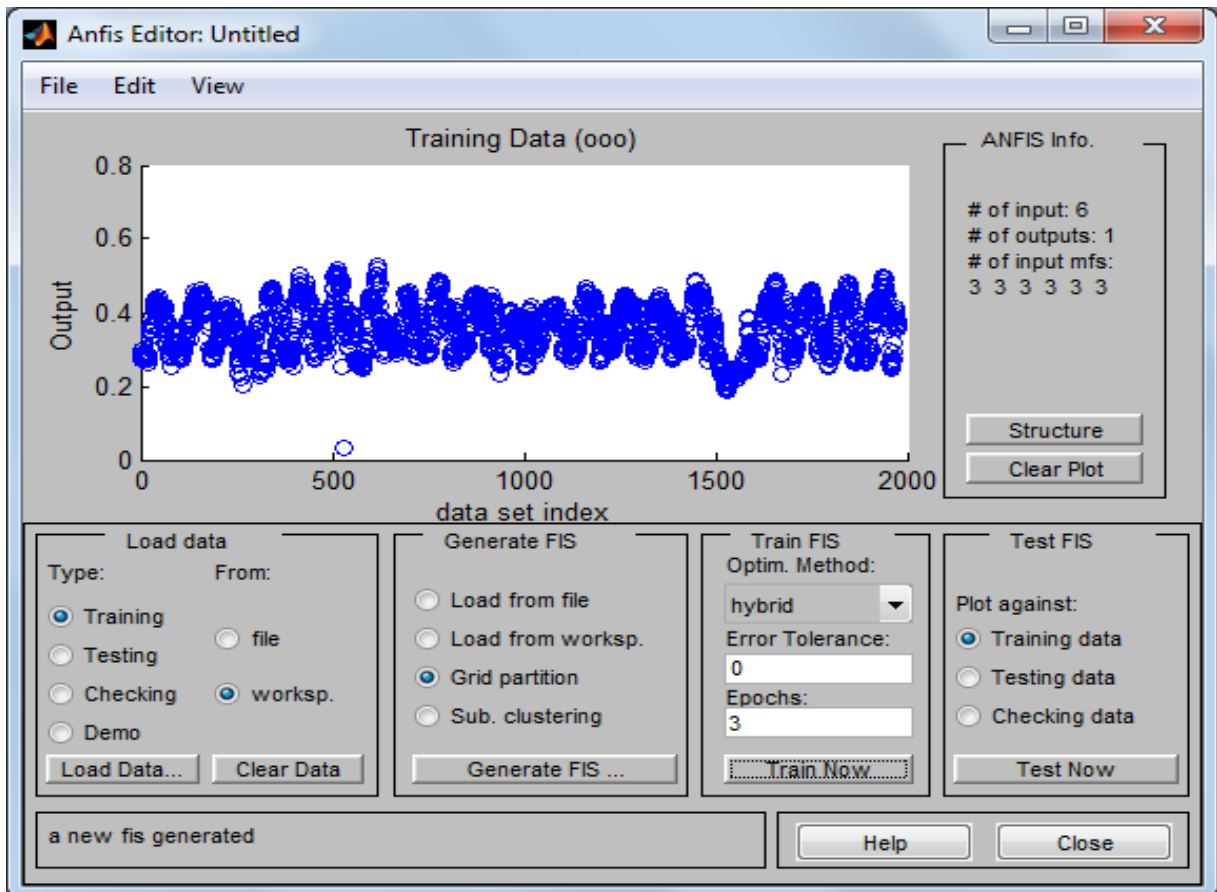 Anfis Editor: Untitled
File Edit View
Training Data (ooo)
0.8
0.6
0.4
0.2
0
Output
0 500 1000 1500 2000
data set index
ANFIS Info.
# of input: 6
# of outputs: 1
# of input mfs:
3 3 3 3 3 3
Structure
Clear Plot
Load data
Type: From:
Training
Testing
Checking
Demo
file
worksp.
Load Data...
Clear Data
Generate FIS
Load from file
Load from worksp.
Grid partition
Sub. clustering
Generate FIS ...
Train FIS
Optim. Method:
hybrid
Error Tolerance:
0
Epochs:
3
Train Now
Test FIS
Plot against:
Training data
Testing data
Checking data
Test Now
a new fis generated
Help
Close